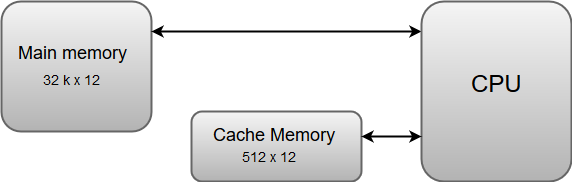 Main memory
32 k x 12
CPU
Cache Memory
512 x 12